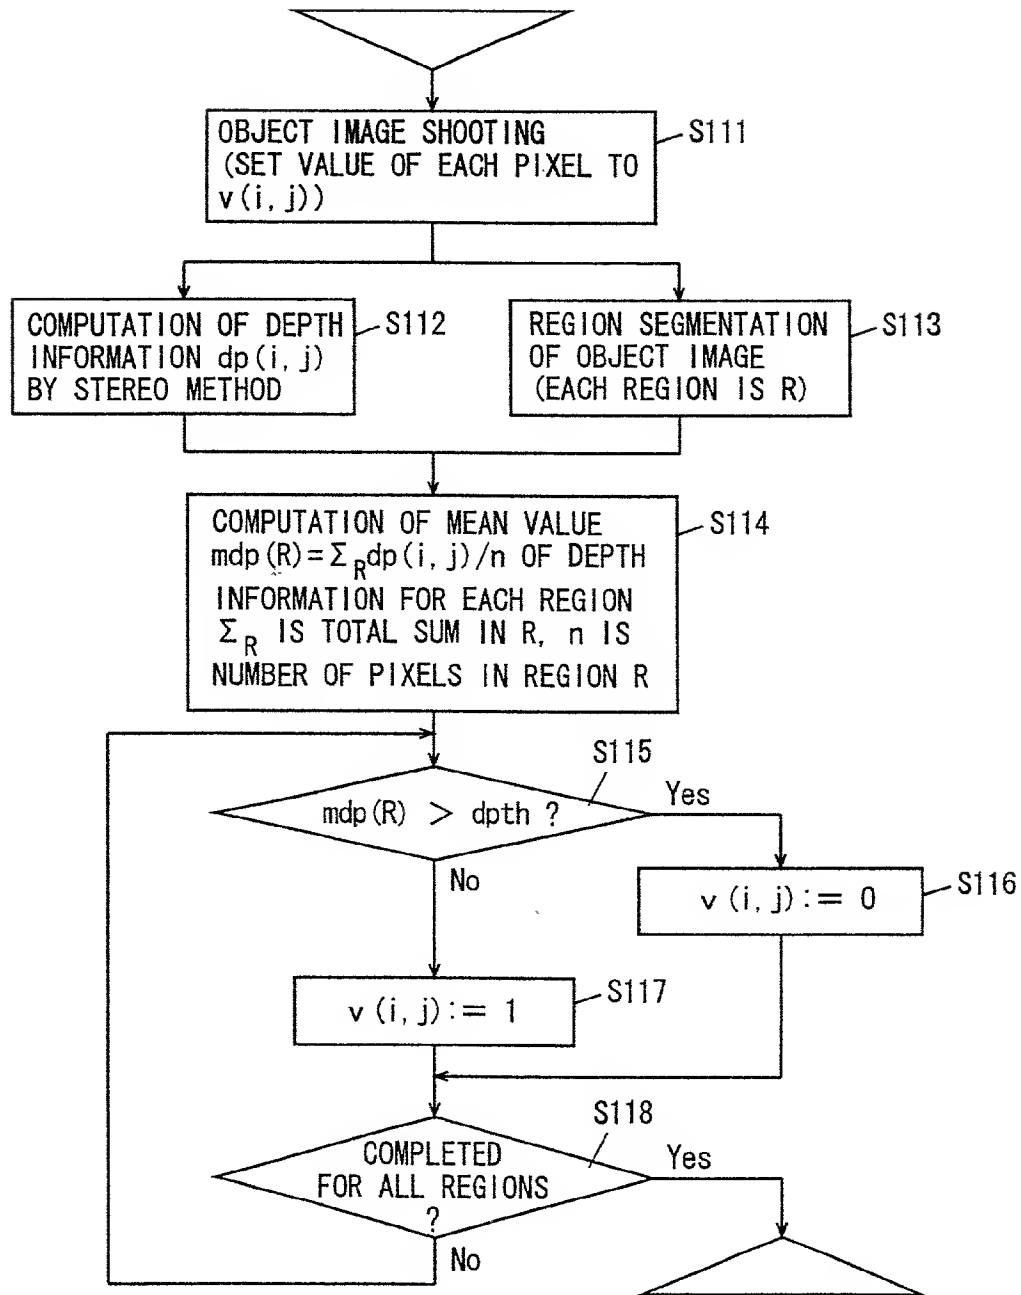 OBJECT IMAGE SHOOTING
(SET VALUE OF EACH PIXEL TO
v(i, j))
S111
COMPUTATION OF DEPTH
INFORMATION dp(i, j)
BY STEREO METHOD
S112
REGION SEGMENTATION
OF OBJECT IMAGE
(EACH REGION IS R)
S113
COMPUTATION OF MEAN VALUE
mdp(R)=ΣRdp(i, j)/n OF DEPTH
INFORMATION FOR EACH REGION
ΣR IS TOTAL SUM IN R, n IS
NUMBER OF PIXELS IN REGION R
S114
S115
mdp(R) > dpth ?
Yes
No
v(i, j):= 0
S116
v(i, j):= 1
S117
S118
COMPLETED
FOR ALL REGIONS
?
Yes
No